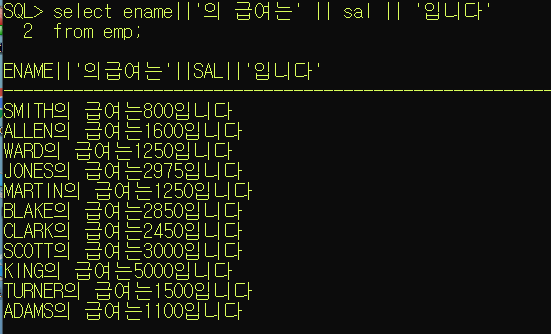 SQL> select ename||'의 급여는' || sal || '입니다'
2 from emp;
ENAME||'의급여는'||SAL||'입니다'
--------------------------------------------------------------------------------
SMITH의 급여는800입니다
ALLEN의 급여는1600입니다
WARD의 급여는1250입니다
JONES의 급여는2975입니다
MARTIN의 급여는1250입니다
BLAKE의 급여는2850입니다
CLARK의 급여는2450입니다
SCOTT의 급여는3000입니다
KING의 급여는5000입니다
TURNER의 급여는1500입니다
ADAMS의 급여는1100입니다